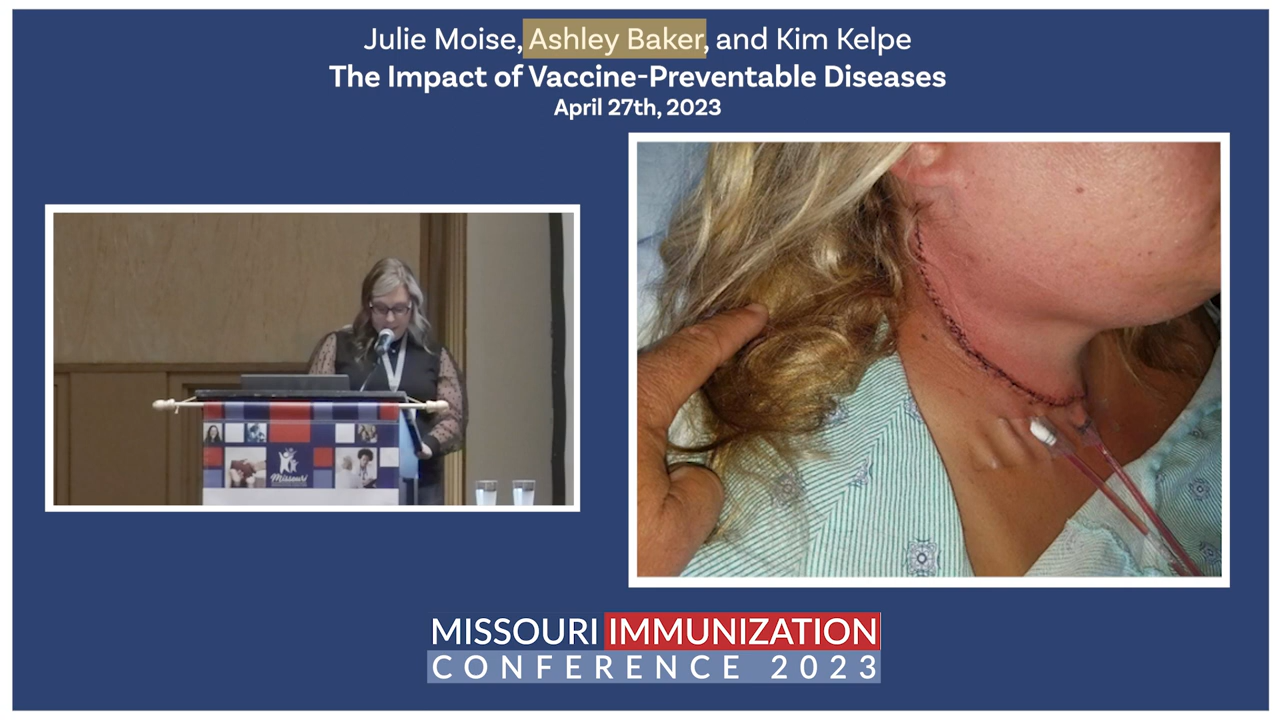 Julie Moise, Ashley Baker, and Kim Kelpe
The Impact of Vaccine-Preventable Diseases
April 27th, 2023
Missouri
MISSOURI IMMUNIZATION
CONFERENCE 2023